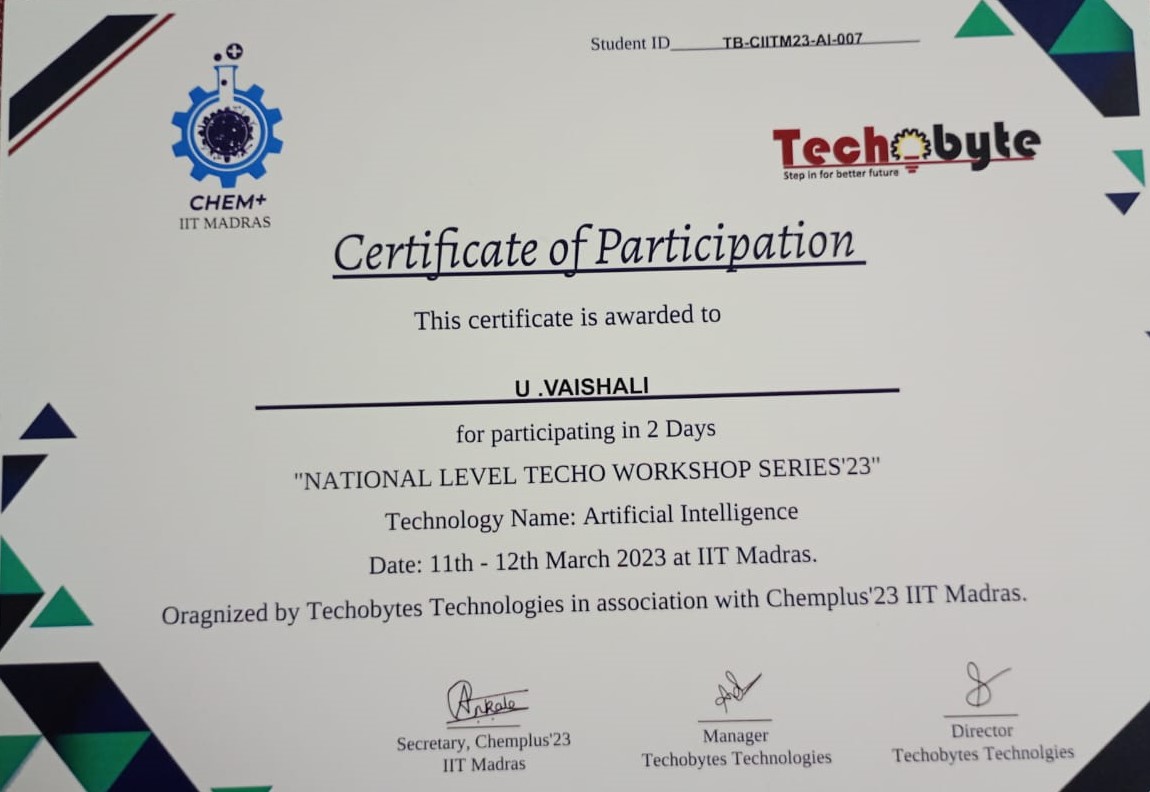 Student ID TB-CIITM23-AI-007
Techobyte
Step in for better future
CHEM+
IIT MADRAS
Certificate of Participation
This certificate is awarded to
U .VAISHALI
for participating in 2 Days
"NATIONAL LEVEL TECHO WORKSHOP SERIES'23"
Technology Name: Artificial Intelligence
Date: 11th - 12th March 2023 at IIT Madras.
Oragnized by Techobytes Technologies in association with Chemplus'23 IIT Madras.
Secretary, Chemplus'23
IIT Madras
Manager
Techobytes Technologies
Director
Techobytes Technolgies